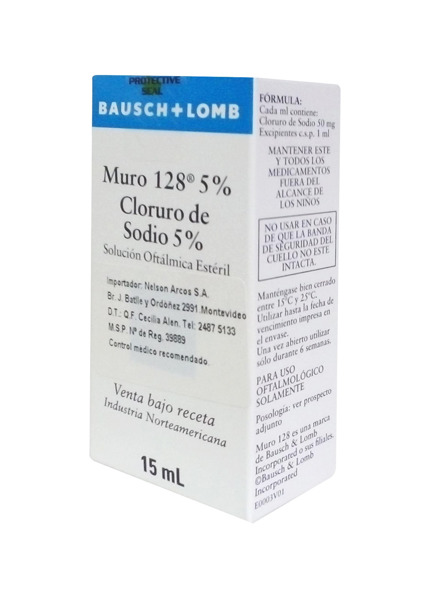 PROTECTIVE
SEAL
BAUSCH+LOMB
Muro 128® 5%
Cloruro de
Sodio 5%
Solución Oftálmica Estéril
Importador: Nelson Arcos S.A.
Br. J. Batlle y Ordóñez 2991.Montevideo
D.T.: Q.F. Cecilia Alen. Tel: 2487 5133
M.S.P. Nº de Reg. 39889
Control médico recomendado.
Venta bajo receta
Industria Norteamericana
15 mL
FÓRMULA:
Cada ml contiene:
Cloruro de Sodio 50 mg
Excipientes c.s.p. 1 ml
MANTENER ESTE
Y TODOS LOS
MEDICAMENTOS
FUERA DEL
ALCANCE DE
LOS NIÑOS
NO USAR EN CASO
DE QUE LA BANDA
DE SEGURIDAD DEL
CUELLO NO ESTE
INTACTA.
Manténgase bien cerrado
entre 15°C y 25°C.
Utilizar hasta la fecha de
vencimiento impresa en
el envase.
Una vez abierto utilizar
sólo durante 6 semanas.
PARA USO
OFTALMOLÓGICO
SOLAMENTE
Posología: ver prospecto
adjunto
Muro 128 es una marca
de Bausch & Lomb
Incorporated o sus filiales.
©Bausch & Lomb
Incorporated
E0003V01